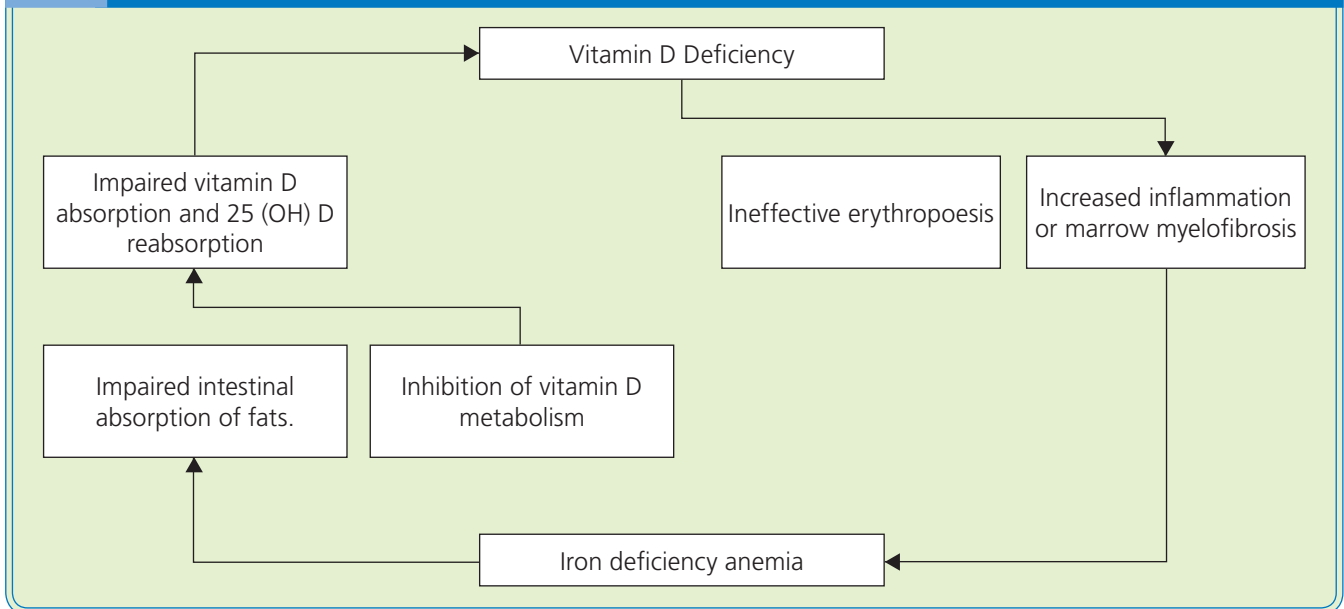 Vitamin D Deficiency
Impaired vitamin D
absorption and 25 (OH) D
reabsorption
Ineffective erythropoesis
Increased inflammation
or marrow myelofibrosis
Impaired intestinal
absorption of fats.
Inhibition of vitamin D
metabolism
Iron deficiency anemia